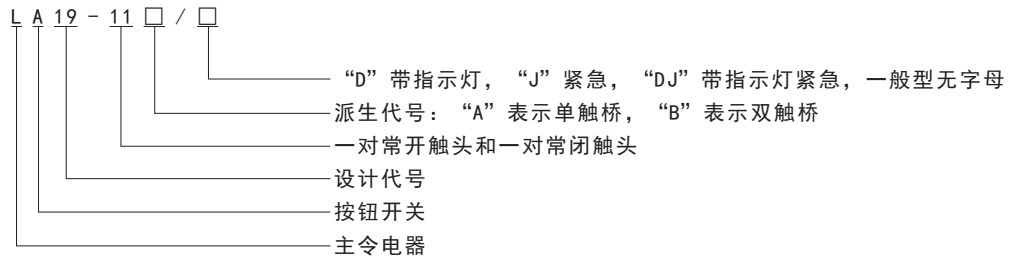 L A 19 - 11 □ / □
“D”带指示灯，“J”紧急，“DJ”带指示灯紧急，一般型无字母
派生代号：“A”表示单触桥，“B”表示双触桥
一对常开触头和一对常闭触头
设计代号
按钮开关
主令电器